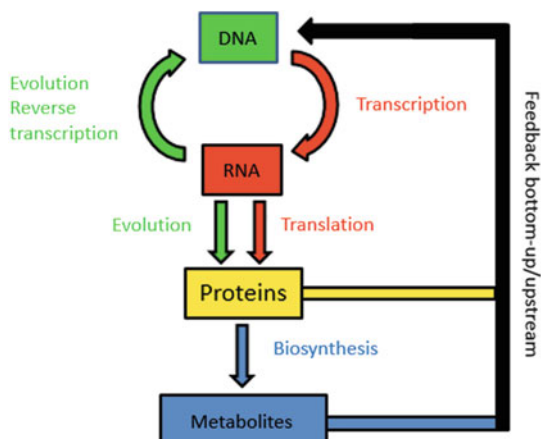 DNA
Evolution
Reverse
transcription
Transcription
RNA
Evolution
Translation
Proteins
Biosynthesis
Metabolites
Feedback bottom-up/upstream